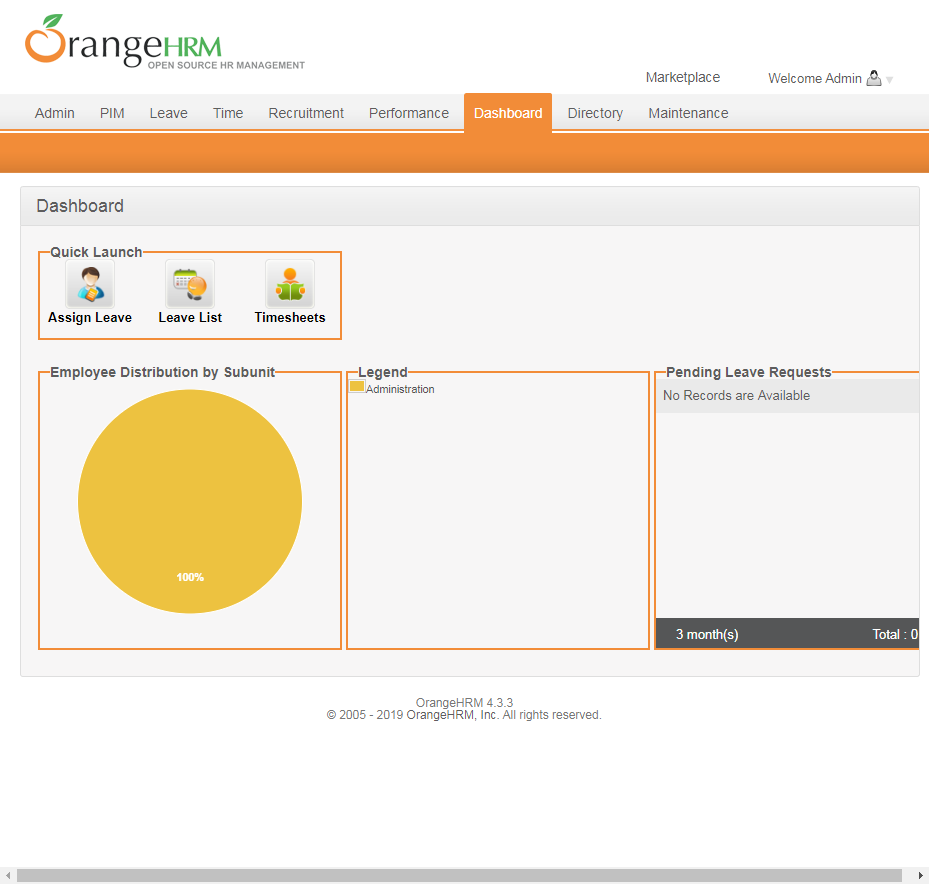 OrangeHRM
OPEN SOURCE HR MANAGEMENT
Marketplace
Welcome Admin
Admin PIM Leave Time Recruitment Performance Dashboard Directory Maintenance
Dashboard
Quick Launch
Assign Leave Leave List Timesheets
Employee Distribution by Subunit
100%
Legend
Administration
Pending Leave Requests
No Records are Available
3 month(s) Total : 0
OrangeHRM 4.3.3
© 2005 - 2019 OrangeHRM, Inc. All rights reserved.